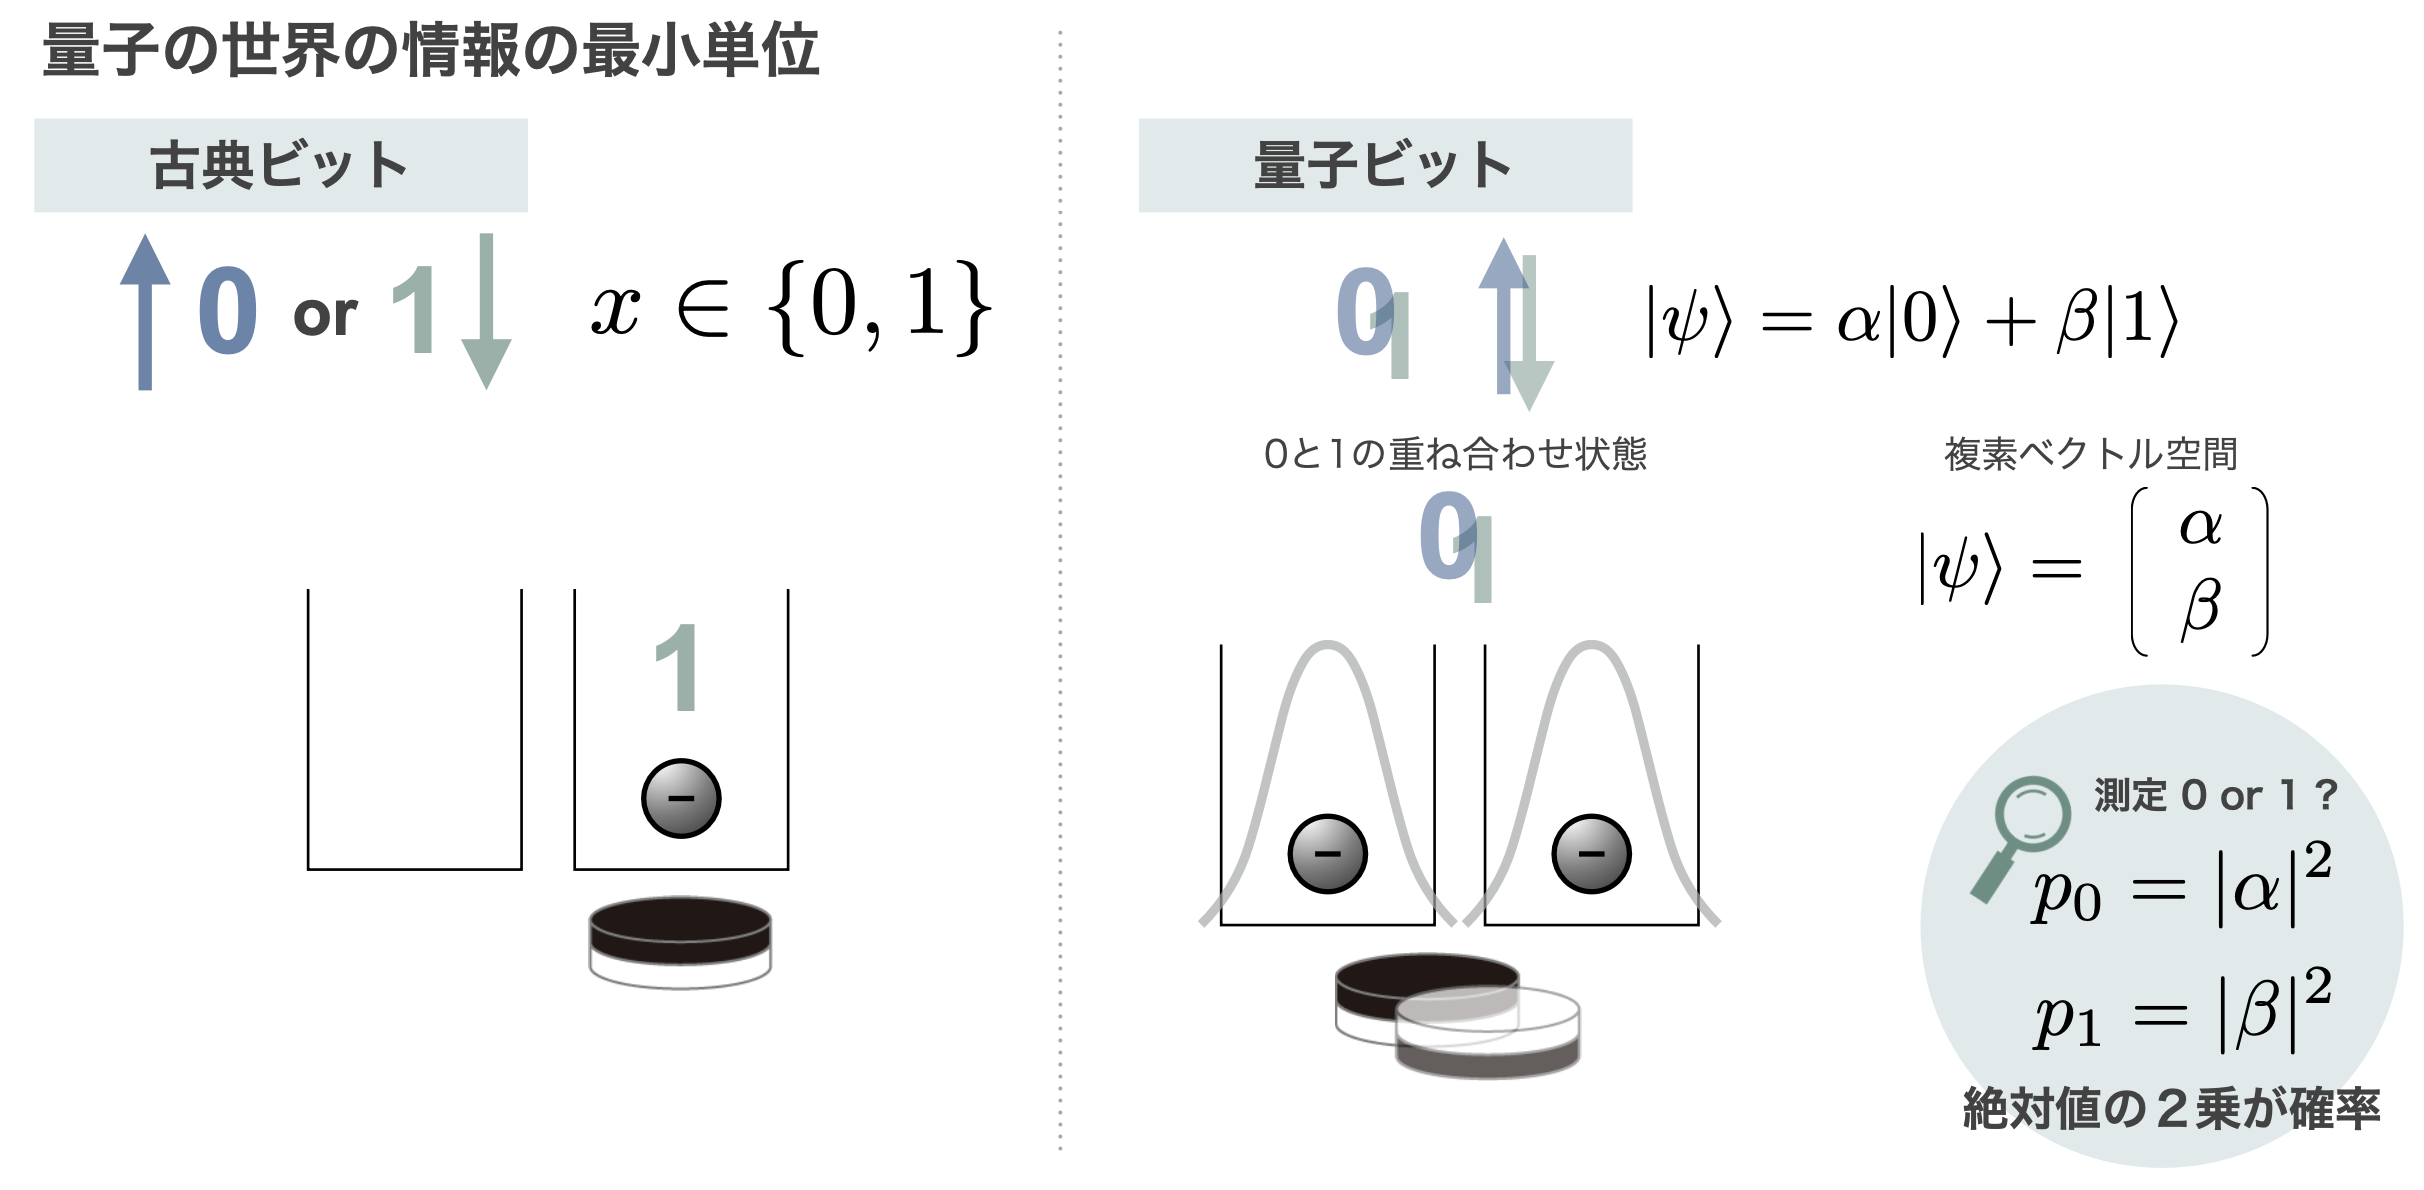 量子の世界の情報の最小単位
古典ビット
0 or 1
x ∈ {0, 1}
1
−
量子ビット
0 1
|ψ⟩ = α|0⟩ + β|1⟩
0と1の重ね合わせ状態
0 1
− −
複素ベクトル空間
|ψ⟩ = ( α
β )
測定 0 or 1 ?
p₀ = |α|²
p₁ = |β|²
絶対値の2乗が確率